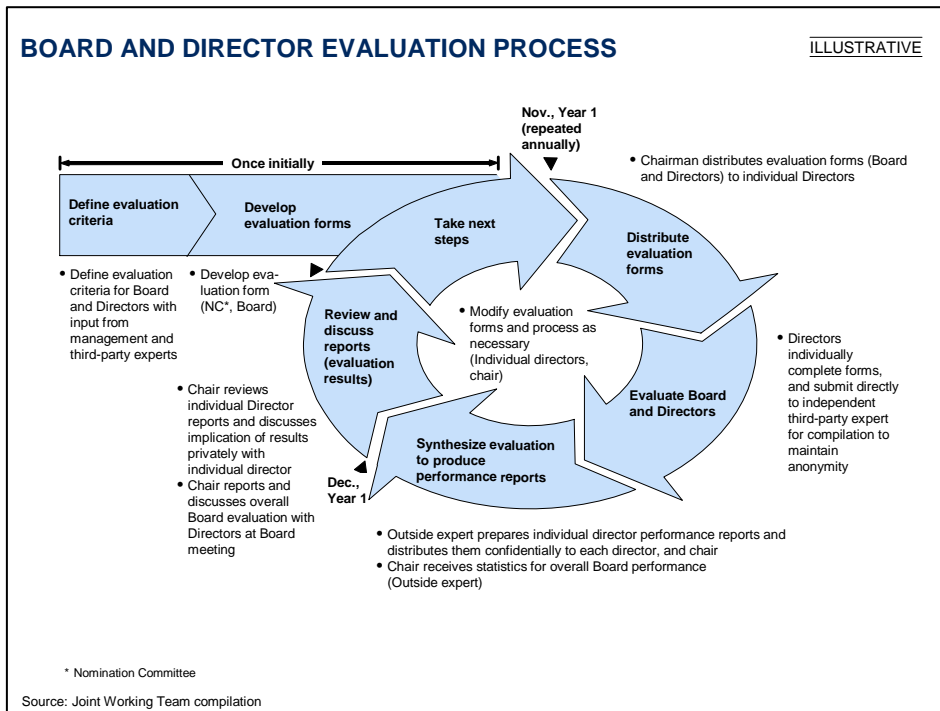 BOARD AND DIRECTOR EVALUATION PROCESS
ILLUSTRATIVE
Once initially
Nov., Year 1
(repeated
annually)
• Chairman distributes evaluation forms (Board
and Directors) to individual Directors
Define evaluation
criteria
Develop
evaluation forms
Take next
steps
Distribute
evaluation
forms
• Define evaluation
criteria for Board
and Directors with
input from
management and
third-party experts
• Develop eva-
luation form
(NC*, Board)
Review and
discuss
reports
(evaluation
results)
• Modify evaluation
forms and process as
necessary
(Individual directors,
chair)
• Directors
individually
complete forms,
and submit directly
to independent
third-party expert
for compilation to
maintain
anonymity
Evaluate Board
and Directors
• Chair reviews
individual Director
reports and discusses
implication of results
privately with
individual director
• Chair reports and
discusses overall
Board evaluation with
Directors at Board
meeting
Synthesize evaluation
to produce
performance reports
Dec.,
Year 1
• Outside expert prepares individual director performance reports and
distributes them confidentially to each director, and chair
• Chair receives statistics for overall Board performance
(Outside expert)
* Nomination Committee
Source: Joint Working Team compilation